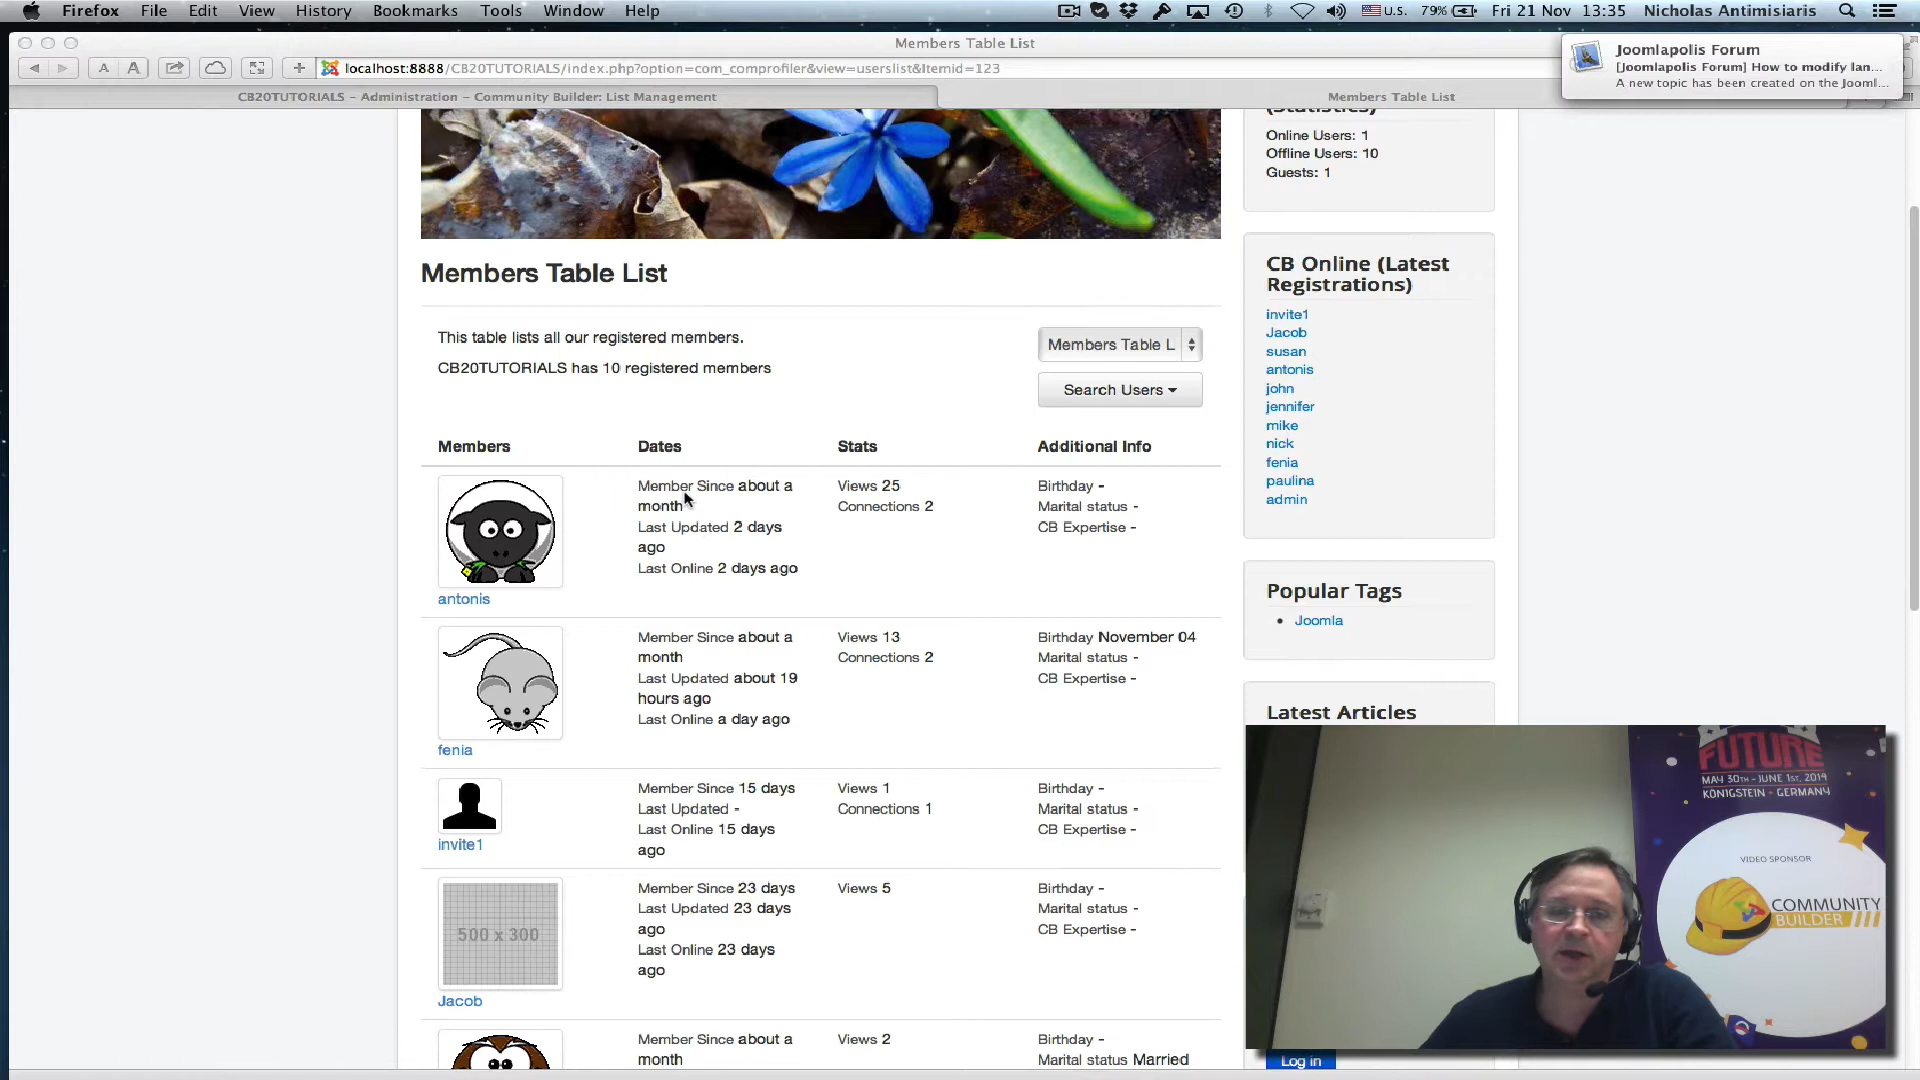 Firefox File Edit View History Bookmarks Tools Window Help
U.S. 79% Fri 21 Nov 13:35 Nicholas Antimisiaris
Members Table List
localhost:8888/CB20TUTORIALS/index.php?option=com_comprofiler&view=userslist&Itemid=123
CB20TUTORIALS – Administration – Community Builder: List Management
Members Table List
Joomlapolis Forum
[Joomlapolis Forum] How to modify lan...
A new topic has been created on the Jooml...
(Statistics)
Online Users: 1
Offline Users: 10
Guests: 1
Members Table List
This table lists all our registered members.
CB20TUTORIALS has 10 registered members
Members Table L
Search Users
Members Dates Stats Additional Info
Member Since about a
month
Last Updated 2 days
ago
Last Online 2 days ago
Views 25
Connections 2
Birthday -
Marital status -
CB Expertise -
antonis
Member Since about a
month
Last Updated about 19
hours ago
Last Online a day ago
Views 13
Connections 2
Birthday November 04
Marital status -
CB Expertise -
fenia
Member Since 15 days
Last Updated -
Last Online 15 days
ago
Views 1
Connections 1
Birthday -
Marital status -
CB Expertise -
invite1
500 x 300
Member Since 23 days
Last Updated 23 days
ago
Last Online 23 days
ago
Views 5
Birthday -
Marital status -
CB Expertise -
Jacob
Member Since about a
month
Views 2
Birthday -
Marital status Married
CB Online (Latest
Registrations)
invite1
Jacob
susan
antonis
john
jennifer
mike
nick
fenia
paulina
admin
Popular Tags
Joomla
Latest Articles
FUTURE
MAY 30TH - JUNE 1ST, 2014
KÖNIGSTEIN - GERMANY
VIDEO SPONSOR
COMMUNITY
BUILDER
Log in